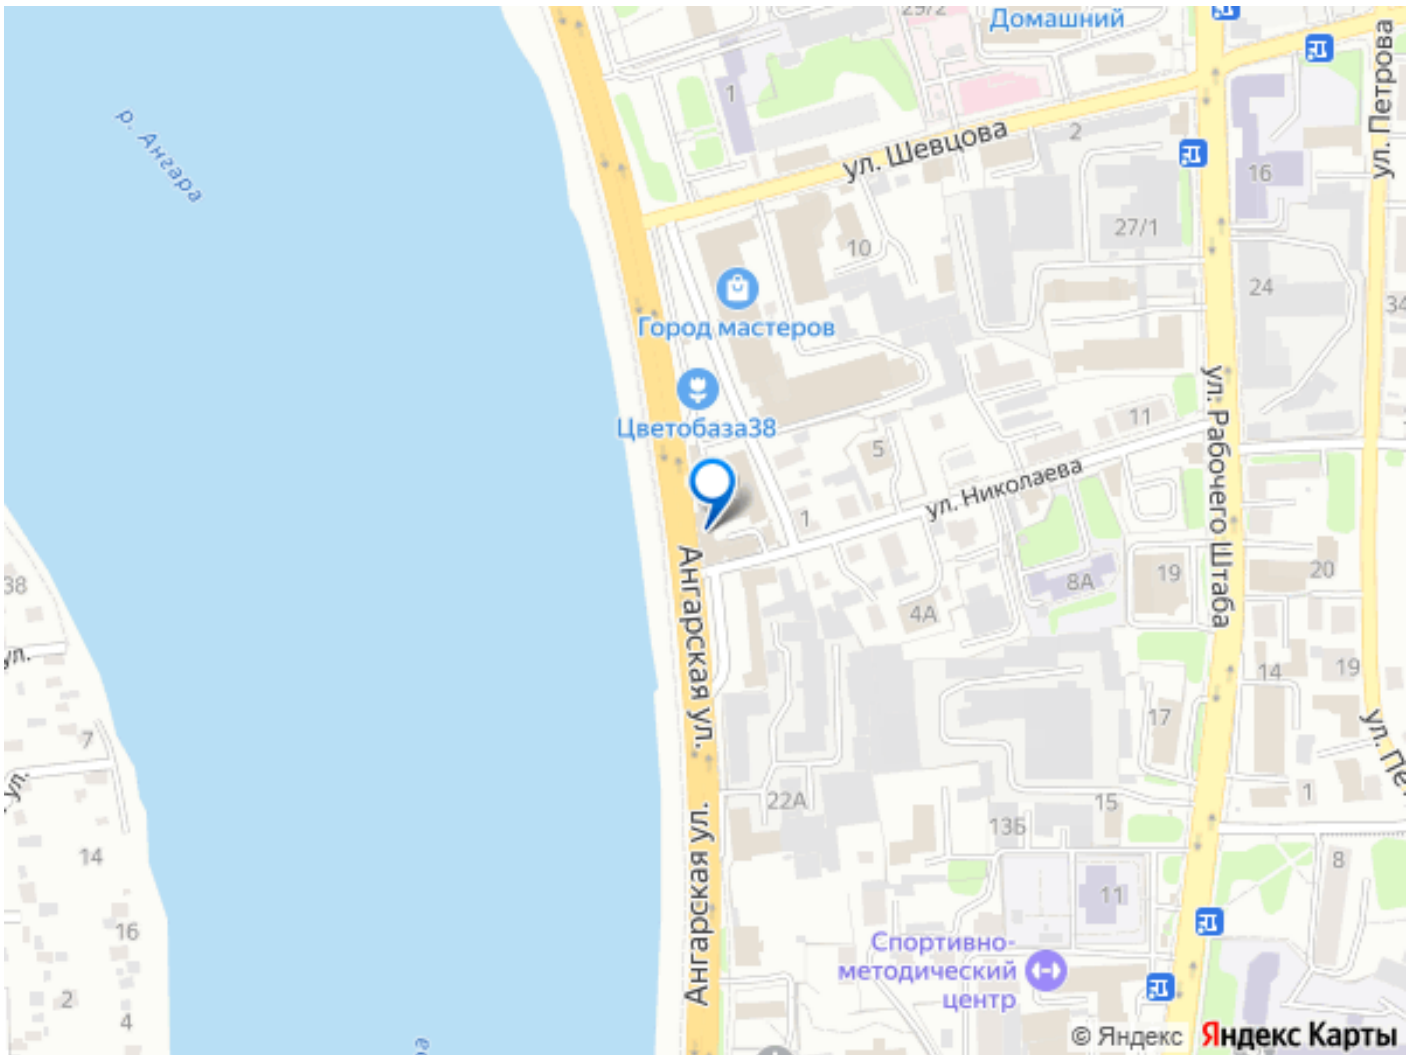 29/2
Домашний
ул. Петрова
1
р. Ангара
ул. Шевцова
2
16
27/1
10
24
34
Город мастеров
Цветобаза38
ул. Рабочего Штаба
11
5
ул. Николаева
1
38
Ангарская ул.
8А
19
20
4А
ул.
14
19
17
ул. Пе
7
ул.
22А
15
13Б
1
Ангарская ул.
14
8
11
16
Спортивно-
методический
центр
2
4
© Яндекс
Яндекс Карты